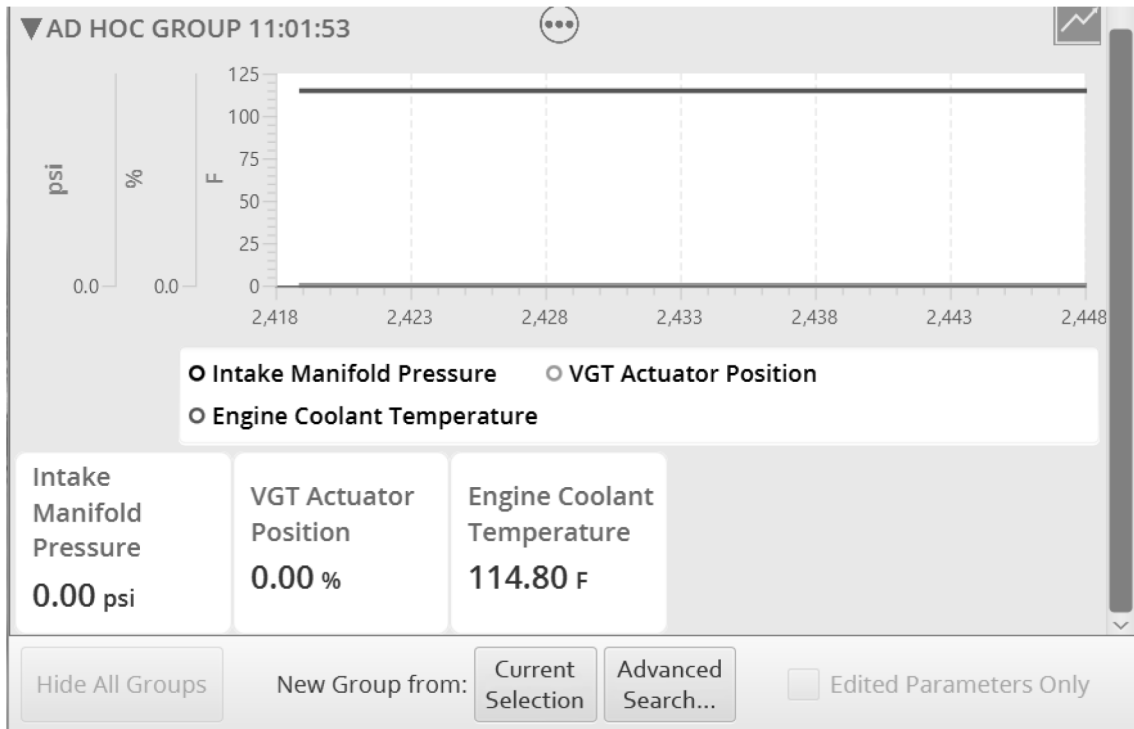 ▼AD HOC GROUP 11:01:53
psi
%
F
125
100
75
50
25
0
0.0
0.0
2,418 2,423 2,428 2,433 2,438 2,443 2,448
Intake Manifold Pressure VGT Actuator Position
Engine Coolant Temperature
Intake
Manifold
Pressure
0.00 psi
VGT Actuator
Position
0.00 %
Engine Coolant
Temperature
114.80 F
Hide All Groups
New Group from:
Current
Selection
Advanced
Search...
Edited Parameters Only